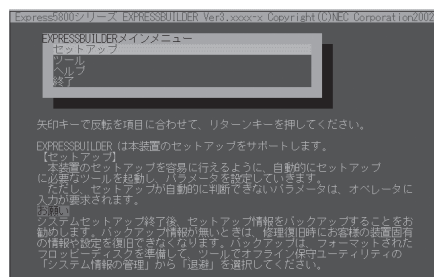 Express5800シリーズ EXPRESSBUILDER Ver3.xxxx-x Copyright(C)NEC Corporation2002
EXPRESSBUILDERメインメニュー
セットアップ
ツール
ヘルプ
終了
矢印キーで反転を項目に合わせて、リターンキーを押してください。
EXPRESSBUILDER は本装置のセットアップをサポートします。
【セットアップ】
本装置のセットアップを容易に行えるように、自動的にセットアップ
に必要なツールを起動し、パラメータを設定していきます。
ただし、セットアップが自動的に判断できないパラメータは、オペレータに
入力が要求されます。
お願い
システムセットアップ終了後、セットアップ情報をバックアップすることをお
勧めします。バックアップ情報が無いときは、修理復旧時にお客様の装置固有
の情報や設定を復旧できなくなります。バックアップは、フォーマットされた
フロッピーディスクを準備して、ツールでオフライン保守ユーティリティの
「システム情報の管理」から「退避」を選択してください。